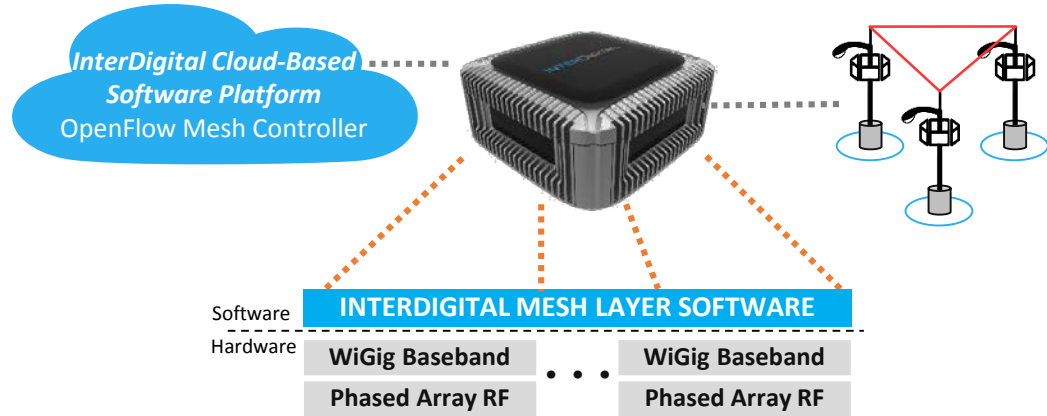 InterDigital Cloud-Based
Software Platform
OpenFlow Mesh Controller
INTERDIGITAL
INTERDIGITAL MESH LAYER SOFTWARE
Software
Hardware
WiGig Baseband
. . .
WiGig Baseband
Phased Array RF
Phased Array RF